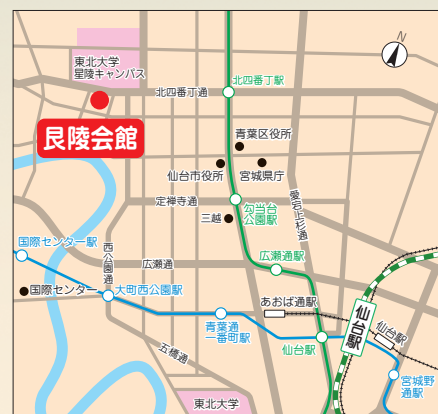 N
東北大学
星陵キャンパス
北四番丁駅
北四番丁通
艮陵会館
青葉区役所
仙台市役所
宮城県庁
愛宕上杉通
定禅寺通
勾当台
公園駅
三越
国際センター駅
西公園通
広瀬通
広瀬通駅
国際センター
大町西公園駅
あおば通駅
仙台駅
仙台駅
青葉通
一番町駅
仙台駅
五橋通
宮城野
通駅
東北大学